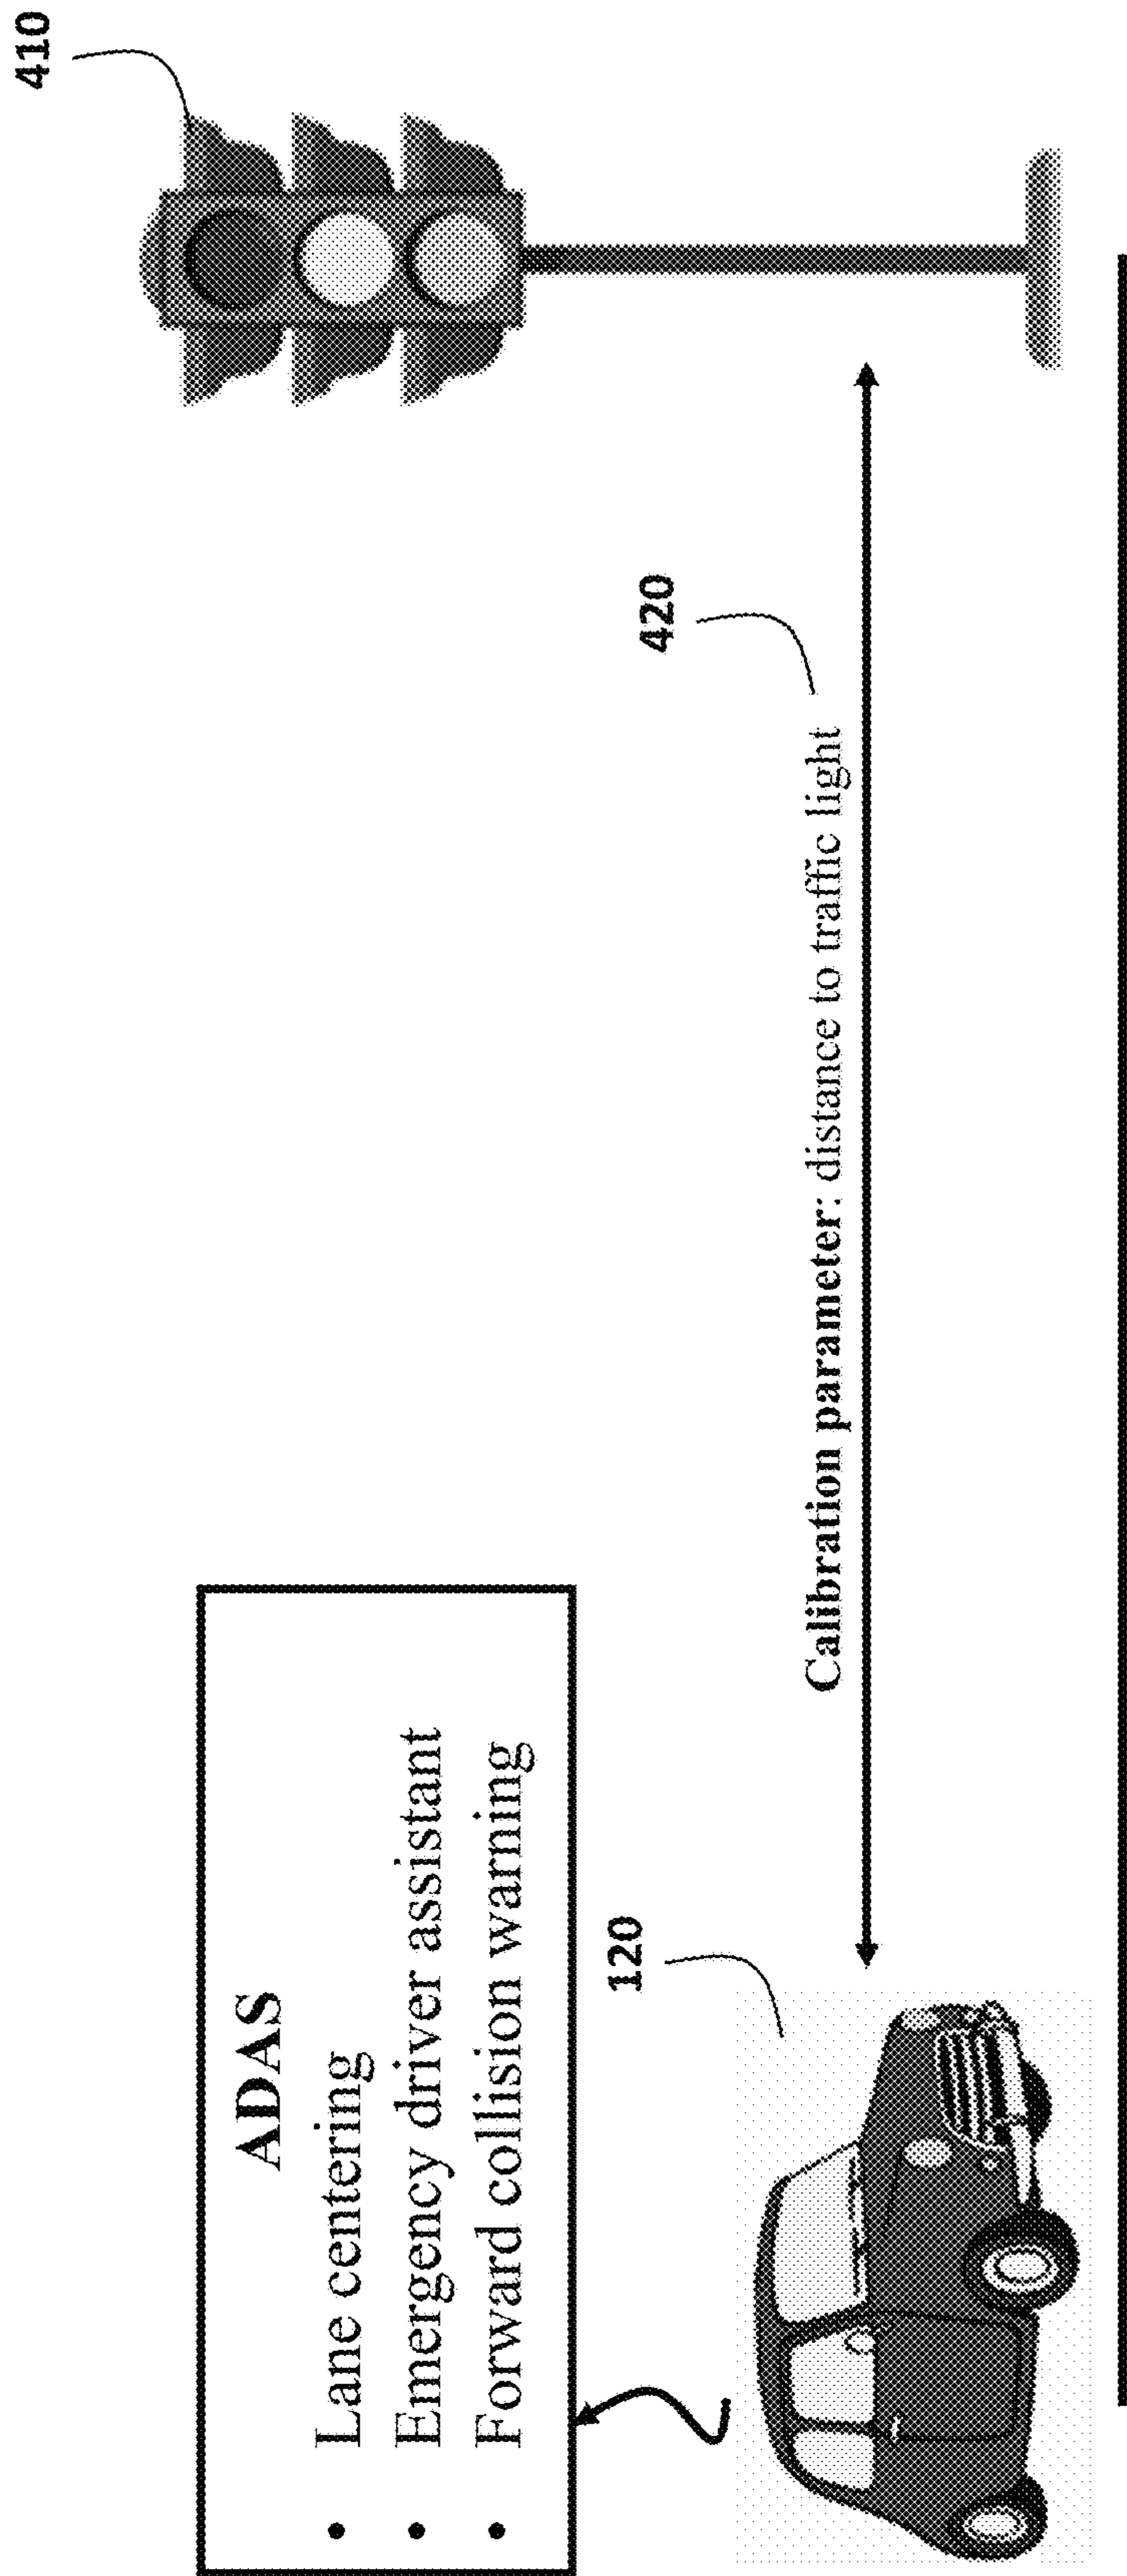 410
ADAS
• Lane centering
• Emergency driver assistant
• Forward collision warning
120
420
Calibration parameter: distance to traffic light